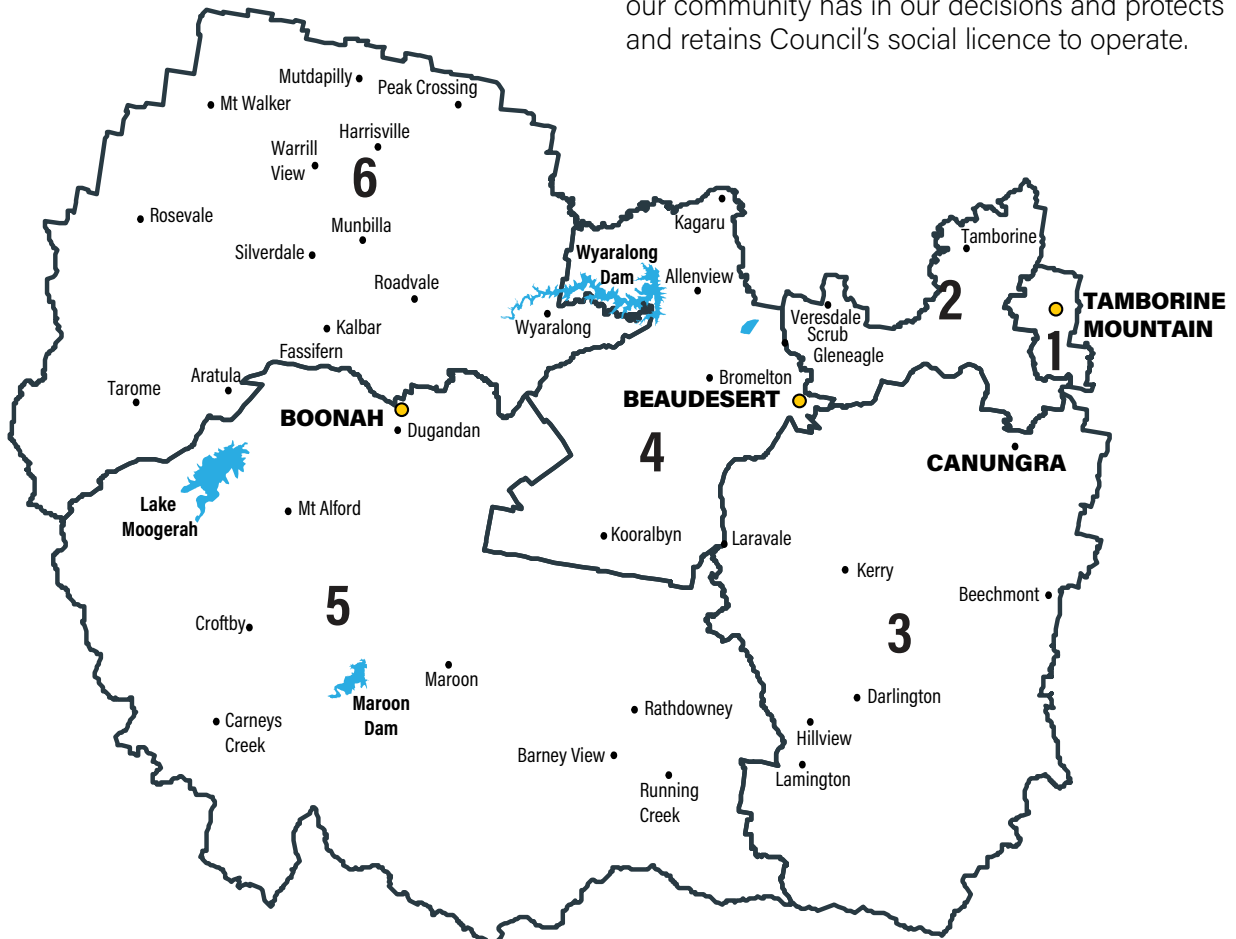 our community has in our decisions and protects
and retains Council's social licence to operate.
Mutdapilly
Peak Crossing
Mt Walker
Harrisville
Warrill
View
6
Rosevale
Munbilla
Silverdale
Roadvale
Kalbar
Fassifern
Aratula
Tarome
Kagaru
Wyaralong
Dam
Allenview
Wyaralong
Tamborine
2
Veresdale
Scrub
Gleneagle
TAMBORINE
MOUNTAIN
1
Bromelton
BEAUDESERT
BOONAH
Dugandan
4
CANUNGRA
Lake
Moogerah
Mt Alford
Kooralbyn
Laravale
Kerry
Beechmont
5
3
Croftby
Maroon
Maroon
Dam
Carneys
Creek
Rathdowney
Barney View
Running
Creek
Darlington
Hillview
Lamington